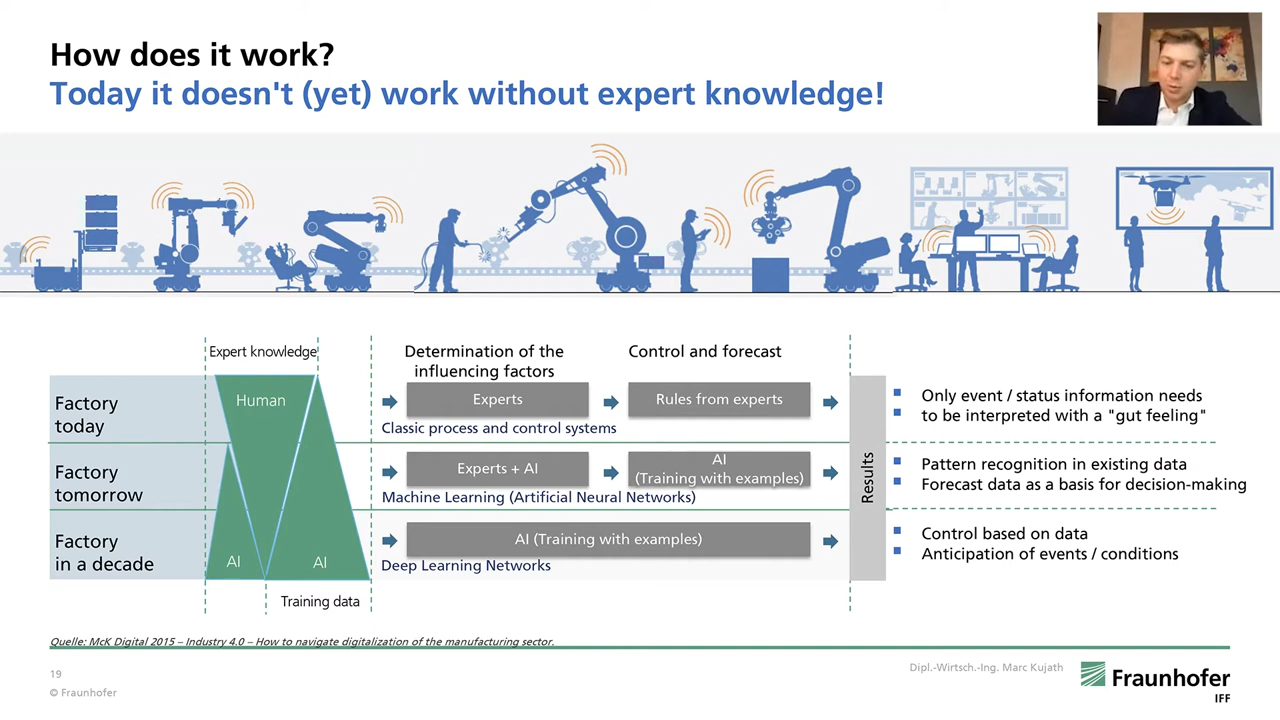 How does it work?
Today it doesn't (yet) work without expert knowledge!
Expert knowledge
Determination of the
influencing factors
Control and forecast
Factory
today
Human
Experts
Rules from experts
Classic process and control systems
Only event / status information needs
to be interpreted with a "gut feeling"
Factory
tomorrow
Experts + AI
AI
(Training with examples)
Machine Learning (Artificial Neural Networks)
Results
Pattern recognition in existing data
Forecast data as a basis for decision-making
Factory
in a decade
AI
AI
AI (Training with examples)
Deep Learning Networks
Control based on data
Anticipation of events / conditions
Training data
Quelle: McK Digital 2015 – Industry 4.0 – How to navigate digitalization of the manufacturing sector.
19
© Fraunhofer
Dipl.-Wirtsch.-Ing. Marc Kujath
Fraunhofer
IFF